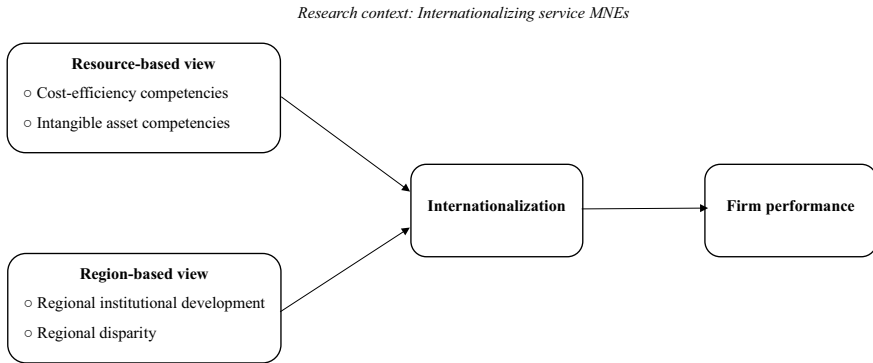 Research context: Internationalizing service MNEs
Resource-based view
○ Cost-efficiency competencies
○ Intangible asset competencies
Internationalization
Firm performance
Region-based view
○ Regional institutional development
○ Regional disparity